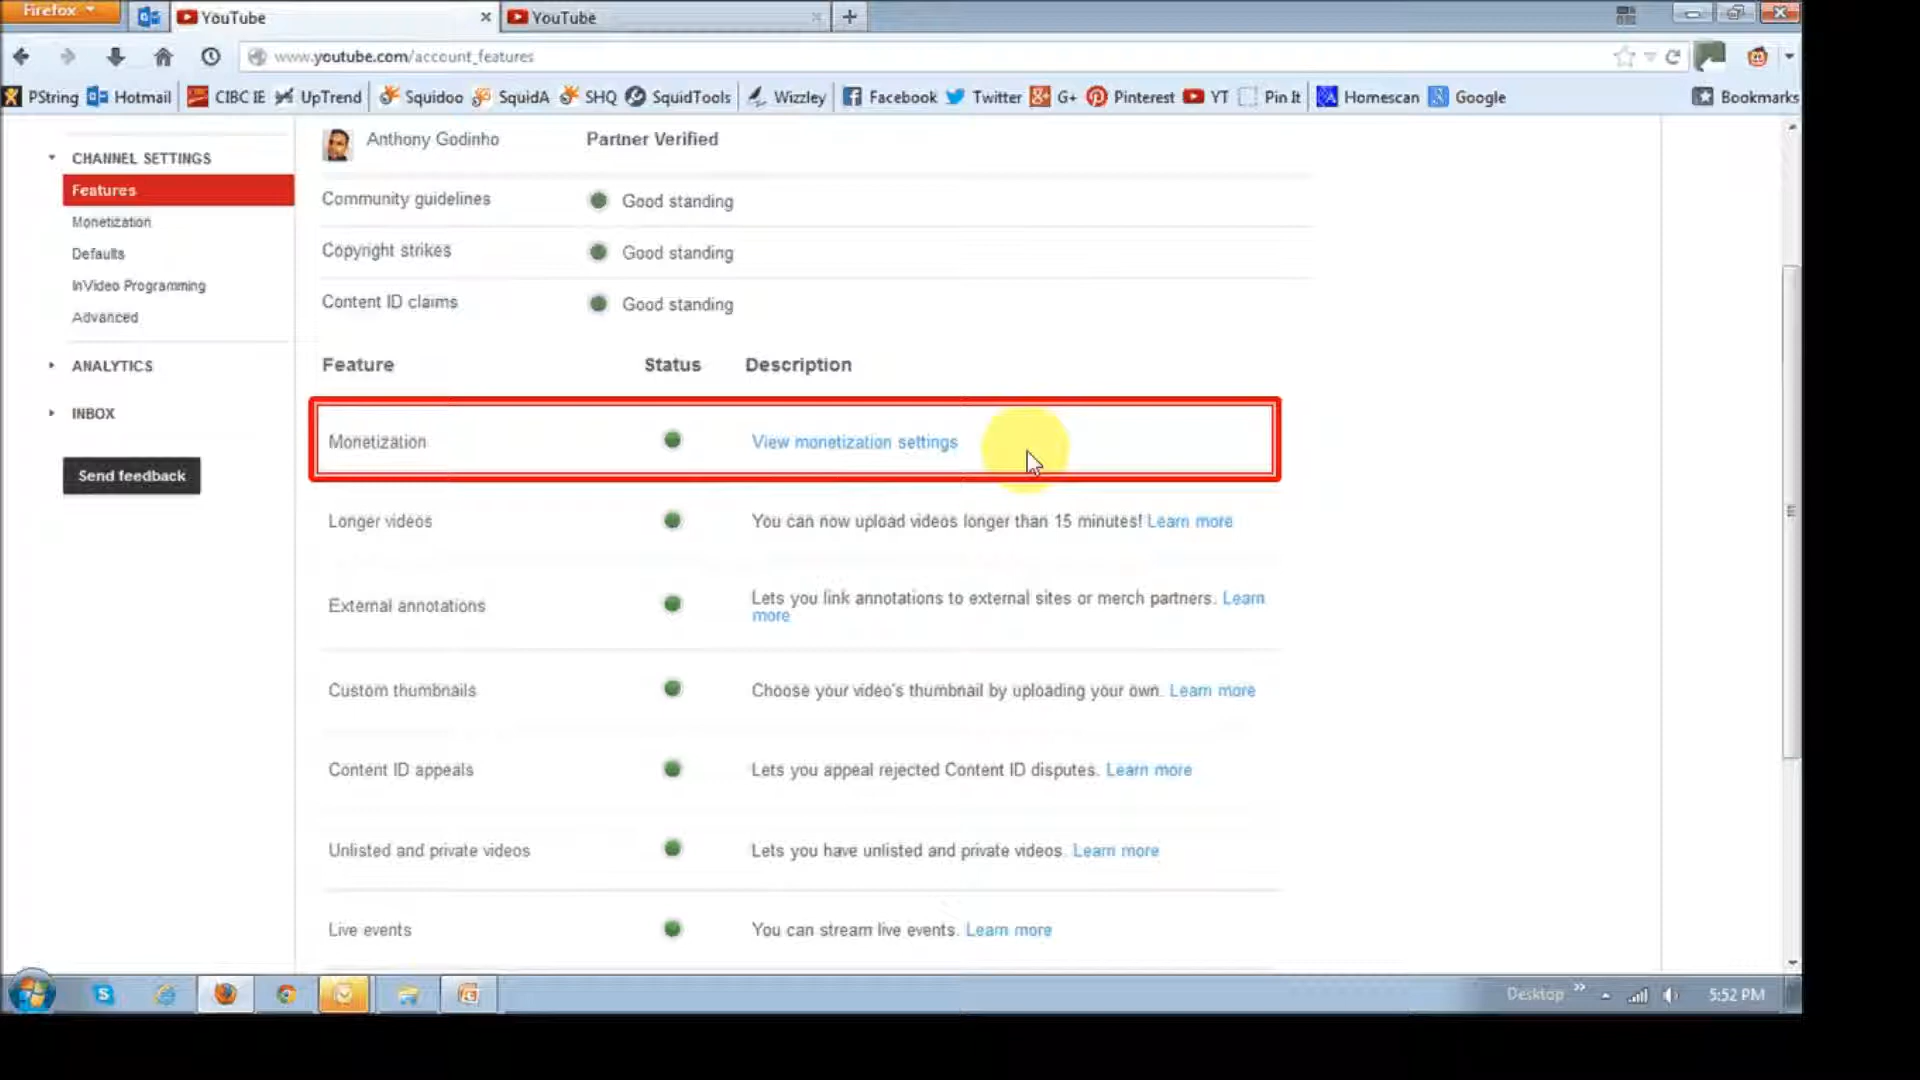 Firefox
YouTube
YouTube
www.youtube.com/account_features
PString Hotmail CIBC IE UpTrend Squidoo SquidA SHQ SquidTools Wizzley Facebook Twitter G+ Pinterest YT Pin It Homescan Google Bookmarks
CHANNEL SETTINGS
Features
Monetization
Defaults
InVideo Programming
Advanced
ANALYTICS
INBOX
Send feedback
Anthony Godinho Partner Verified
Community guidelines Good standing
Copyright strikes Good standing
Content ID claims Good standing
Feature Status Description
Monetization View monetization settings
Longer videos You can now upload videos longer than 15 minutes! Learn more
External annotations Lets you link annotations to external sites or merch partners. Learn
more
Custom thumbnails Choose your video's thumbnail by uploading your own. Learn more
Content ID appeals Lets you appeal rejected Content ID disputes. Learn more
Unlisted and private videos Lets you have unlisted and private videos. Learn more
Live events You can stream live events. Learn more
Desktop 5:52 PM